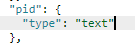 "pid": {
"type": "text"
},